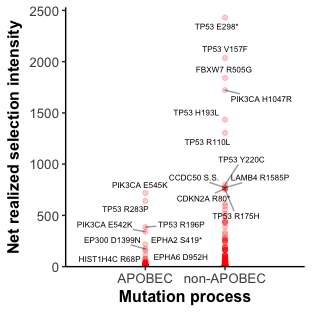 Net realized selection intensity
2500
2000
1500
1000
500
0
TP53 E298*
TP53 V157F
FBXW7 R505G
PIK3CA H1047R
TP53 H193L
TP53 R110L
TP53 Y220C
CCDC50 S.S.
LAMB4 R1585P
PIK3CA E545K
CDKN2A R80*
TP53 R283P
TP53 R175H
PIK3CA E542K
TP53 R196P
EP300 D1399N
EPHA2 S419*
HIST1H4C R68P
EPHA6 D952H
APOBEC
non-APOBEC
Mutation process